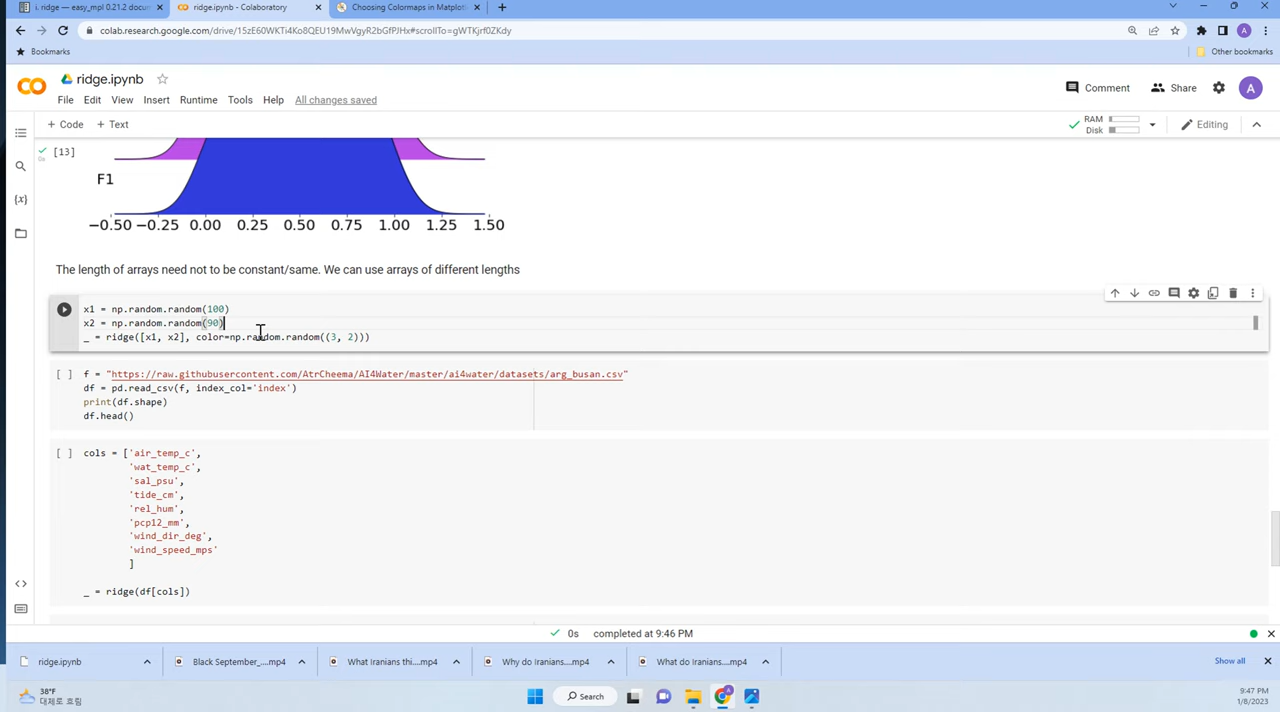 i. ridge — easy_mpl 0.21.2 docum
ridge.ipynb - Colaboratory
Choosing Colormaps in Matplotl
colab.research.google.com/drive/15zE60WKTi4Ko8QEU19MwVgyR2bGfPJHx#scrollTo=gWTKjrf0ZKdy
A
Bookmarks
Other bookmarks
ridge.ipynb
Comment
Share
A
File Edit View Insert Runtime Tools Help All changes saved
+ Code + Text
RAM
Disk
Editing
[13]
0s
F1
−0.50 −0.25 0.00 0.25 0.50 0.75 1.00 1.25 1.50
{x}
The length of arrays need not to be constant/same. We can use arrays of different lengths
x1 = np.random.random(100)
x2 = np.random.random(90)
_ = ridge([x1, x2], color=np.random.random((3, 2)))
[ ]
f = "https://raw.githubusercontent.com/AtrCheema/AI4Water/master/ai4water/datasets/arg_busan.csv"
df = pd.read_csv(f, index_col='index')
print(df.shape)
df.head()
[ ]
cols = ['air_temp_c',
'wat_temp_c',
'sal_psu',
'tide_cm',
'rel_hum',
'pcp12_mm',
'wind_dir_deg',
'wind_speed_mps'
]
_ = ridge(df[cols])
<>
0s completed at 9:46 PM
ridge.ipynb
Black September_....mp4
What Iranians thi....mp4
Why do Iranians....mp4
What do Iranians....mp4
Show all
38°F
대체로 흐림
Search
9:47 PM
1/8/2023